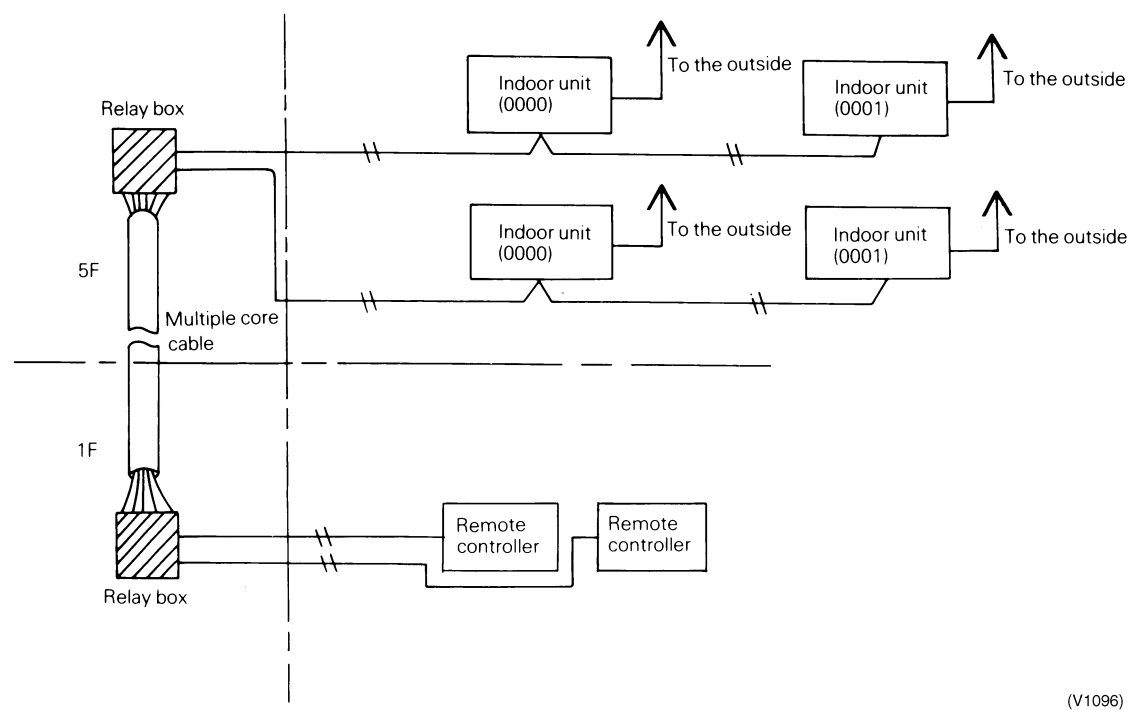 Relay box
Indoor unit
(0000)
To the outside
Indoor unit
(0001)
To the outside
Indoor unit
(0000)
To the outside
Indoor unit
(0001)
To the outside
5F
Multiple core
cable
1F
Relay box
Remote
controller
Remote
controller
(V1096)